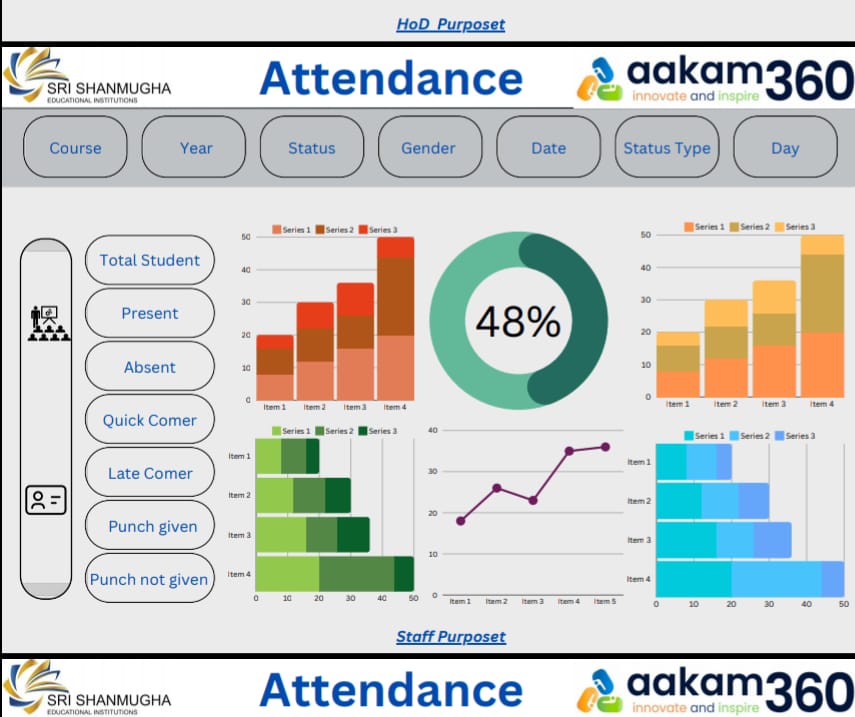 HoD Purposet
SRI SHANMUGHA
EDUCATIONAL INSTITUTIONS
Attendance
aakam360
innovate and inspire
Course
Year
Status
Gender
Date
Status Type
Day
Total Student
Present
Absent
Quick Comer
Late Comer
Punch given
Punch not given
Series 1 Series 2 Series 3
50
40
30
20
10
0
Item 1 Item 2 Item 3 Item 4
48%
Series 1 Series 2 Series 3
50
40
30
20
10
0
Item 1 Item 2 Item 3 Item 4
Series 1 Series 2 Series 3
Item 1
Item 2
Item 3
Item 4
0 10 20 30 40 50
40
30
20
10
0
Item 1 Item 2 Item 3 Item 4 Item 5
Series 1 Series 2 Series 3
Item 1
Item 2
Item 3
Item 4
0 10 20 30 40 50
Staff Purposet
SRI SHANMUGHA
EDUCATIONAL INSTITUTIONS
Attendance
aakam360
innovate and inspire